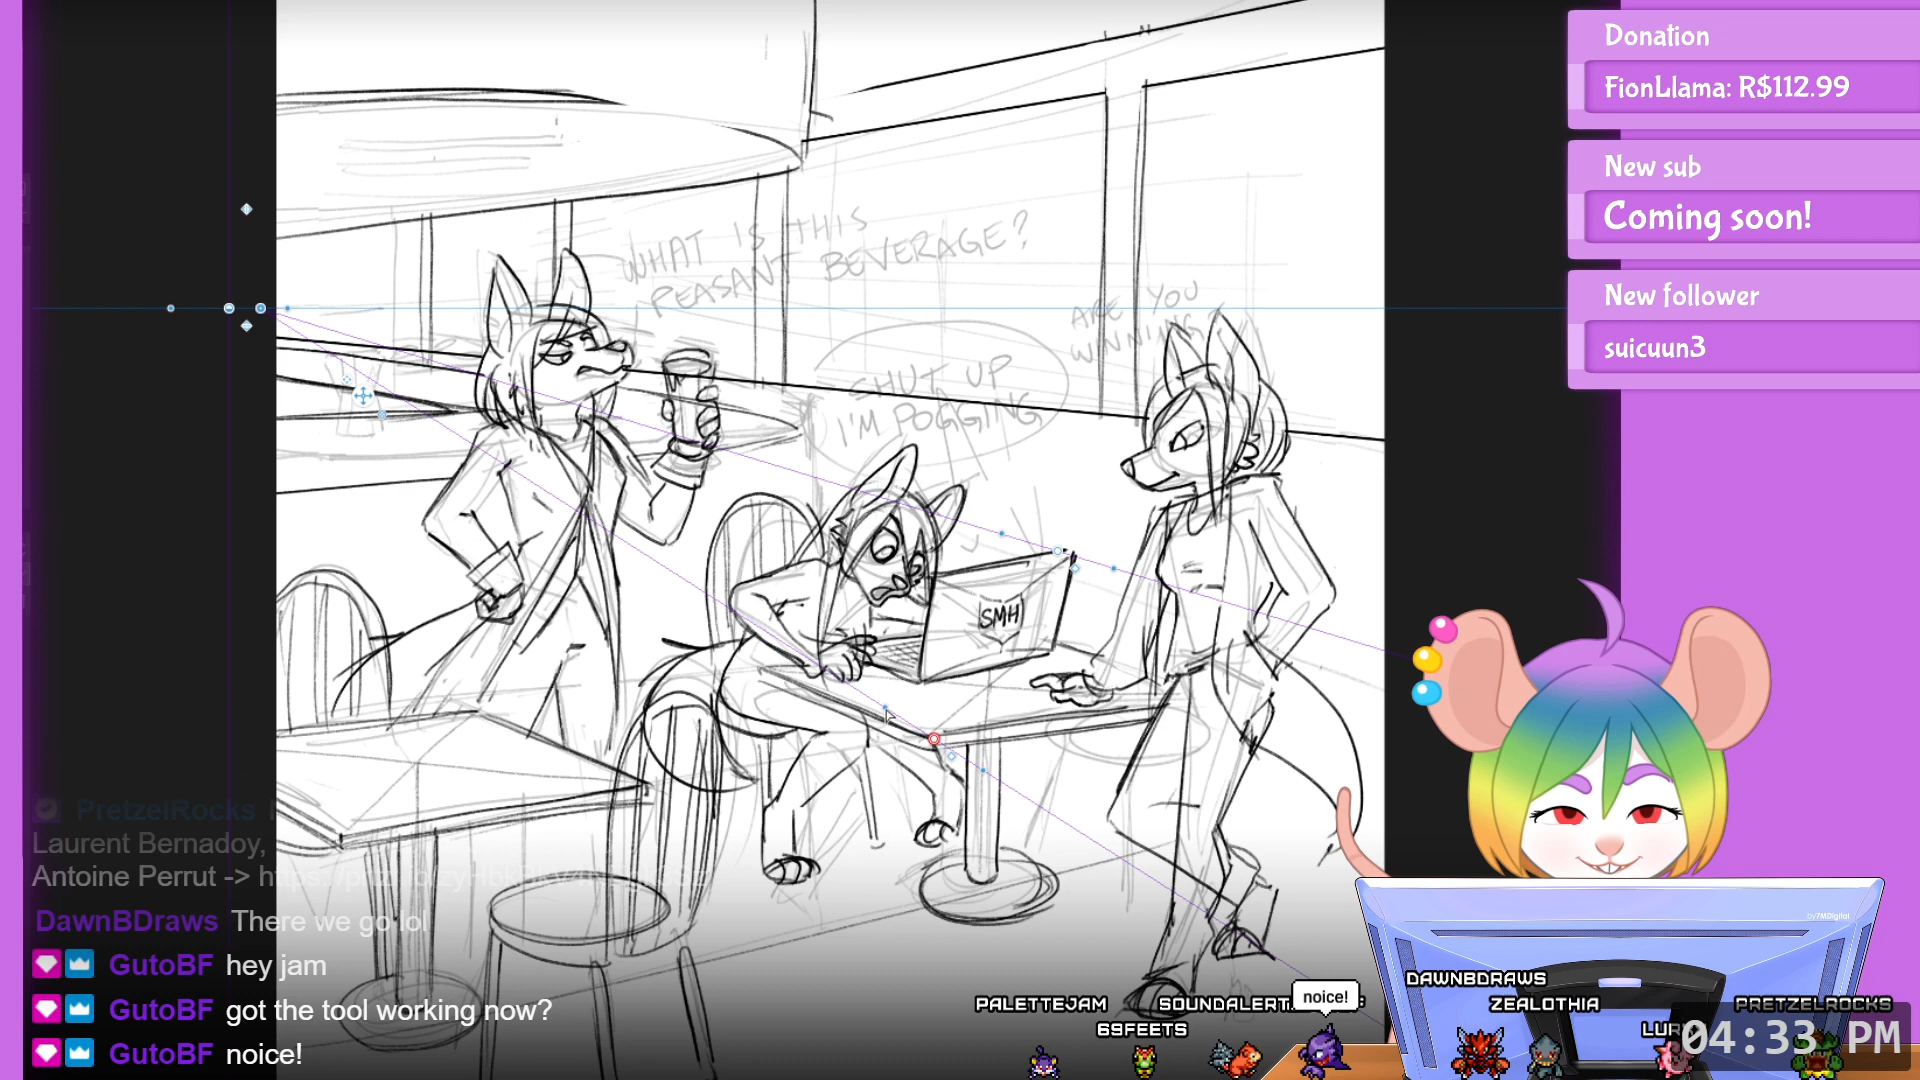 Donation
FionLlama: R$112.99
New sub
Coming soon!
New follower
suicuun3
WHAT IS THIS
PEASANT BEVERAGE?
ARE YOU
WINNING
SHUT UP
I'M POGGING
SMH
PretzelRocks
Laurent Bernadoy,
Antoine Perrut ->
DawnBDraws There we go lol
GutoBF hey jam
GutoBF got the tool working now?
GutoBF noice!
by7MDigital
DAWNBDRAWS
PALETTEJAM
noice!
ZEALOTHIA
PRETZELROCKS
69FEETS
04:33 PM